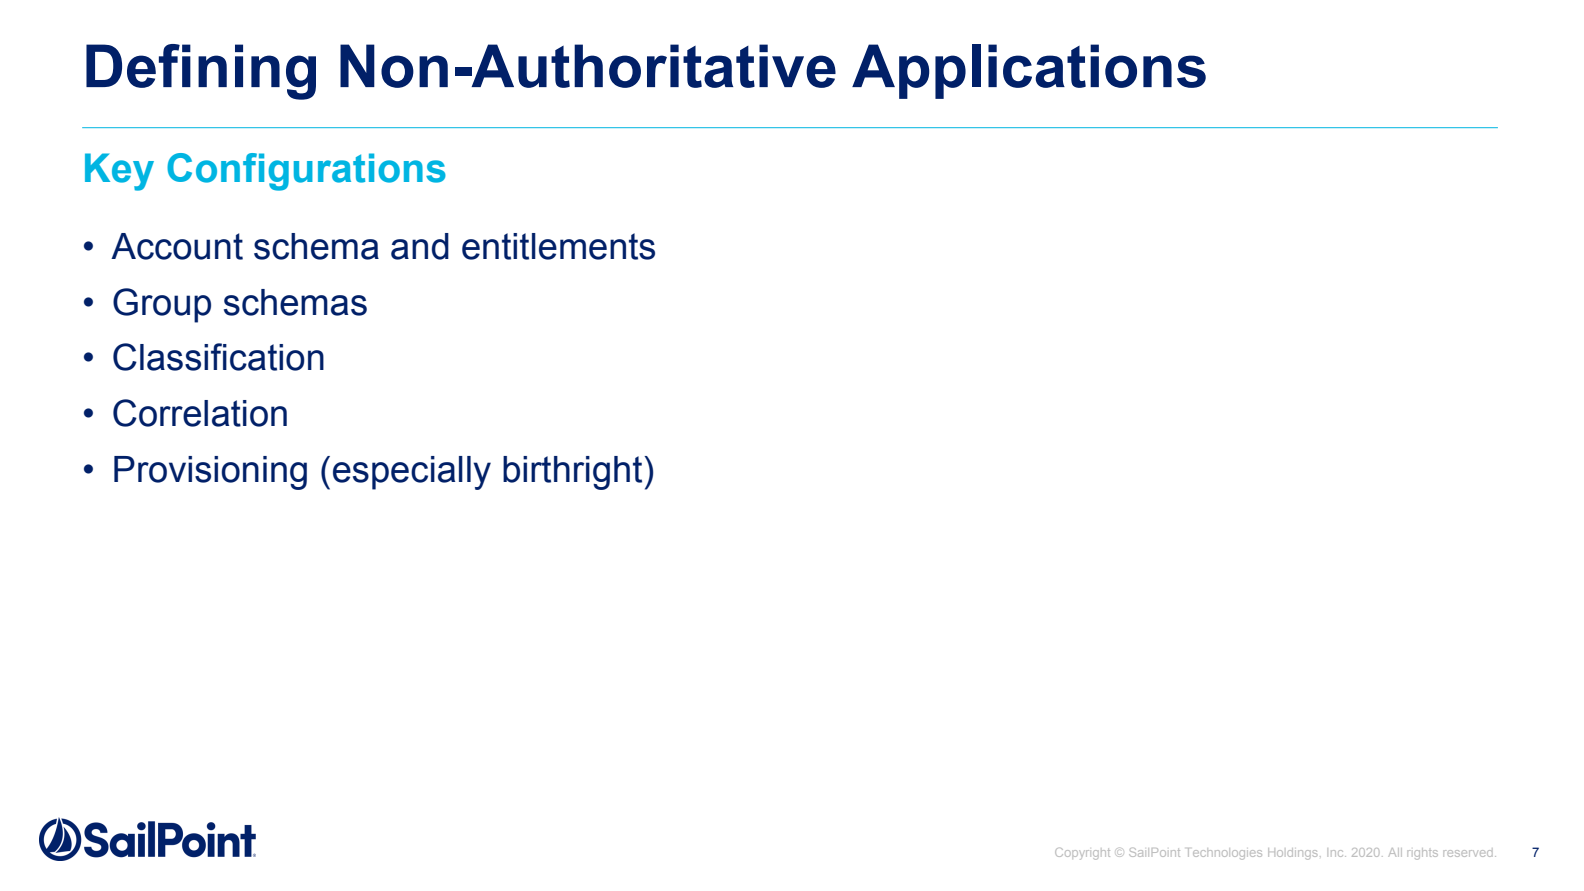 Defining Non-Authoritative Applications
Key Configurations
• Account schema and entitlements
• Group schemas
• Classification
• Correlation
• Provisioning (especially birthright)
SailPoint
Copyright © SailPoint Technologies Holdings, Inc. 2020. All rights reserved. 7